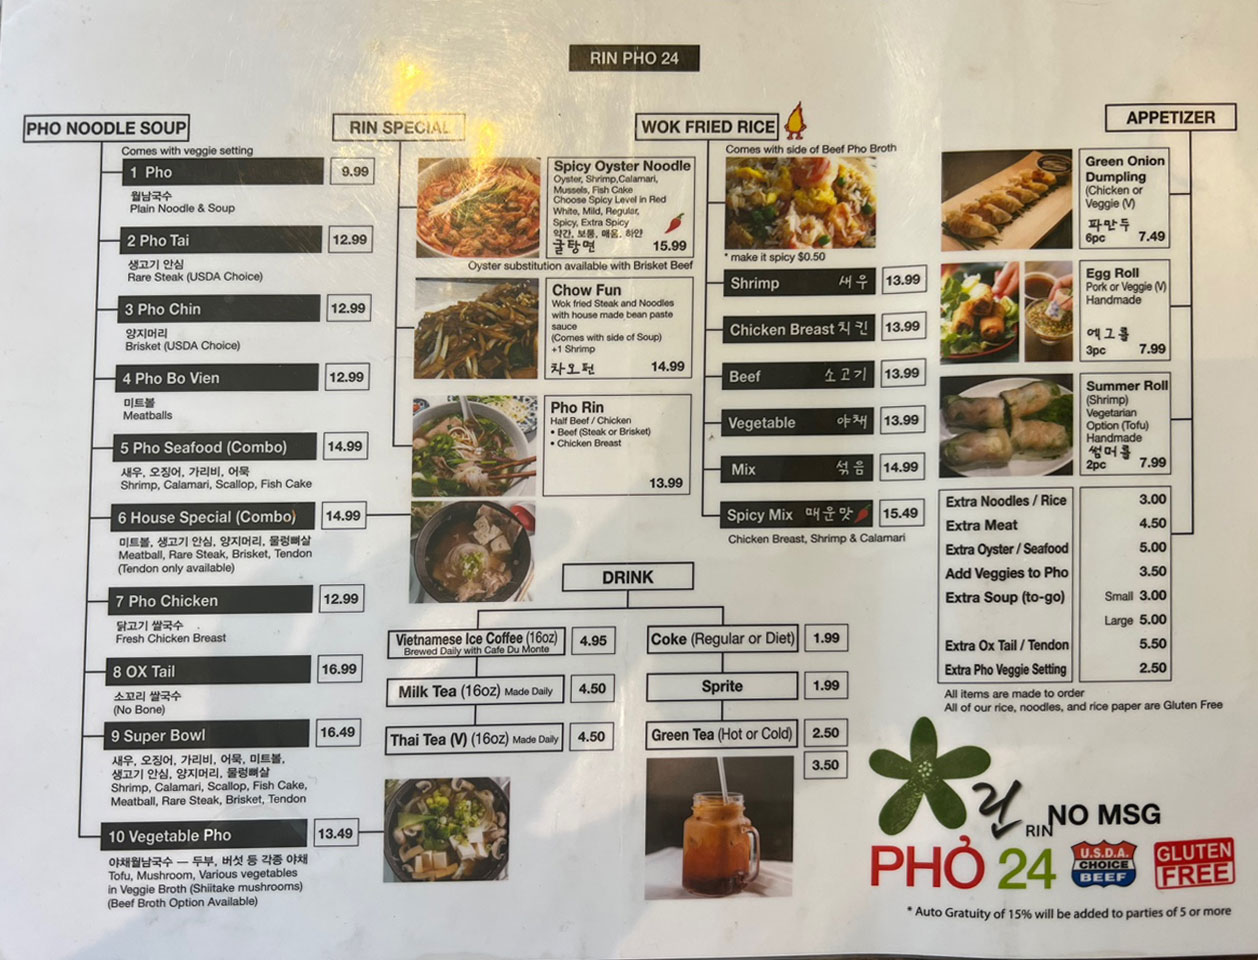 RIN PHO 24
PHO NOODLE SOUP
Comes with veggie setting
1 Pho 9.99
월남국수
Plain Noodle & Soup
2 Pho Tai 12.99
생고기 안심
Rare Steak (USDA Choice)
3 Pho Chin 12.99
양지머리
Brisket (USDA Choice)
4 Pho Bo Vien 12.99
미트볼
Meatballs
5 Pho Seafood (Combo) 14.99
새우, 오징어, 가리비, 어묵
Shrimp, Calamari, Scallop, Fish Cake
6 House Special (Combo) 14.99
미트볼, 생고기 안심, 양지머리, 물렁뼈살
Meatball, Rare Steak, Brisket, Tendon
(Tendon only available)
7 Pho Chicken 12.99
닭고기 쌀국수
Fresh Chicken Breast
8 OX Tail 16.99
소꼬리 쌀국수
(No Bone)
9 Super Bowl 16.49
새우, 오징어, 가리비, 어묵, 미트볼,
생고기 안심, 양지머리, 물렁뼈살
Shrimp, Calamari, Scallop, Fish Cake,
Meatball, Rare Steak, Brisket, Tendon
10 Vegetable Pho 13.49
야채월남국수 — 두부, 버섯 등 각종 야채
Tofu, Mushroom, Various vegetables
in Veggie Broth (Shiitake mushrooms)
(Beef Broth Option Available)
RIN SPECIAL
Spicy Oyster Noodle
Oyster, Shrimp,Calamari,
Mussels, Fish Cake
Choose Spicy Level in Red
White, Mild, Regular,
Spicy, Extra Spicy
약간, 보통, 매움, 하얀
굴탕면 15.99
Oyster substitution available with Brisket Beef
Chow Fun
Wok fried Steak and Noodles
with house made bean paste
sauce
(Comes with side of Soup)
+1 Shrimp
차오펀 14.99
Pho Rin
Half Beef / Chicken
• Beef (Steak or Brisket)
• Chicken Breast
13.99
WOK FRIED RICE
Comes with side of Beef Pho Broth
* make it spicy $0.50
Shrimp 새우 13.99
Chicken Breast 치킨 13.99
Beef 소고기 13.99
Vegetable 야채 13.99
Mix 섞음 14.99
Spicy Mix 매운맛 15.49
Chicken Breast, Shrimp & Calamari
DRINK
Vietnamese Ice Coffee (16oz) 4.95
Brewed Daily with Cafe Du Monte
Milk Tea (16oz) Made Daily 4.50
Thai Tea (V) (16oz) Made Daily 4.50
Coke (Regular or Diet) 1.99
Sprite 1.99
Green Tea (Hot or Cold) 2.50
3.50
APPETIZER
Green Onion
Dumpling
(Chicken or
Veggie (V)
파만두
6pc 7.49
Egg Roll
Pork or Veggie (V)
Handmade
에그롤
3pc 7.99
Summer Roll
(Shrimp)
Vegetarian
Option (Tofu)
Handmade
썸머롤
2pc 7.99
Extra Noodles / Rice 3.00
Extra Meat 4.50
Extra Oyster / Seafood 5.00
Add Veggies to Pho 3.50
Extra Soup (to-go) Small 3.00
Large 5.00
Extra Ox Tail / Tendon 5.50
Extra Pho Veggie Setting 2.50
All items are made to order
All of our rice, noodles, and rice paper are Gluten Free
린
RIN
NO MSG
PHỞ 24
U.S.D.A.
CHOICE
BEEF
GLUTEN
FREE
* Auto Gratuity of 15% will be added to parties of 5 or more